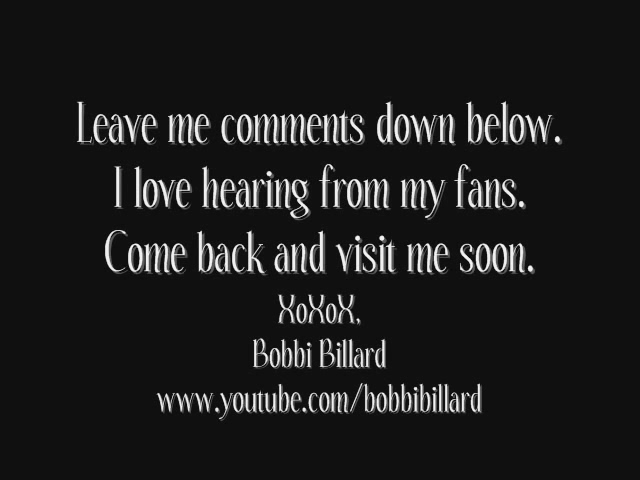 Leave me comments down below.
I love hearing from my fans.
Come back and visit me soon.
XoXoX,
Bobbi Billard
www.youtube.com/bobbibillard